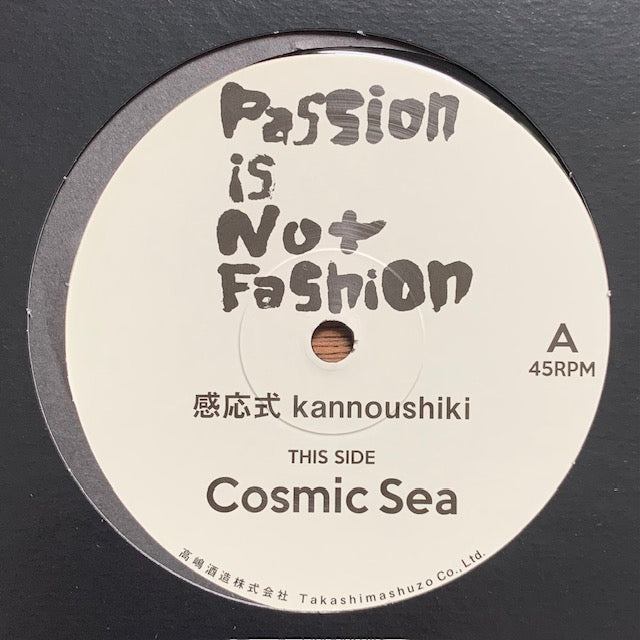 Passion
is
Not
Fashion
A
45RPM
感応式 kannoushiki
THIS SIDE
Cosmic Sea
高嶋酒造株式会社 Takashimashuzo Co.,Ltd.